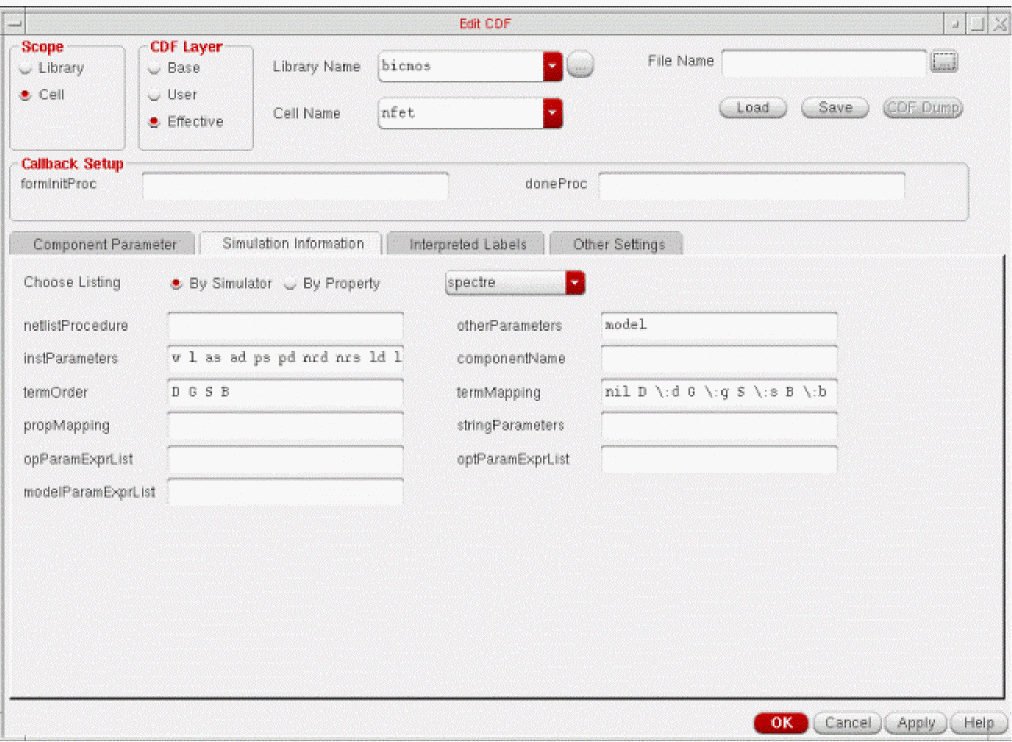 Edit CDF
Scope
Library
Cell
CDF Layer
Base
User
Effective
Library Name bicmos ...
Cell Name nfet
File Name ...
Load Save CDF Dump
Callback Setup
formInitProc doneProc
Component Parameter Simulation Information Interpreted Labels Other Settings
Choose Listing By Simulator By Property spectre
netlistProcedure otherParameters model
instParameters w l as ad ps pd nrd nrs ld l componentName
termOrder D G S B termMapping nil D \:d G \:g S \:s B \:b
propMapping stringParameters
opParamExprList optParamExprList
modelParamExprList
OK Cancel Apply Help